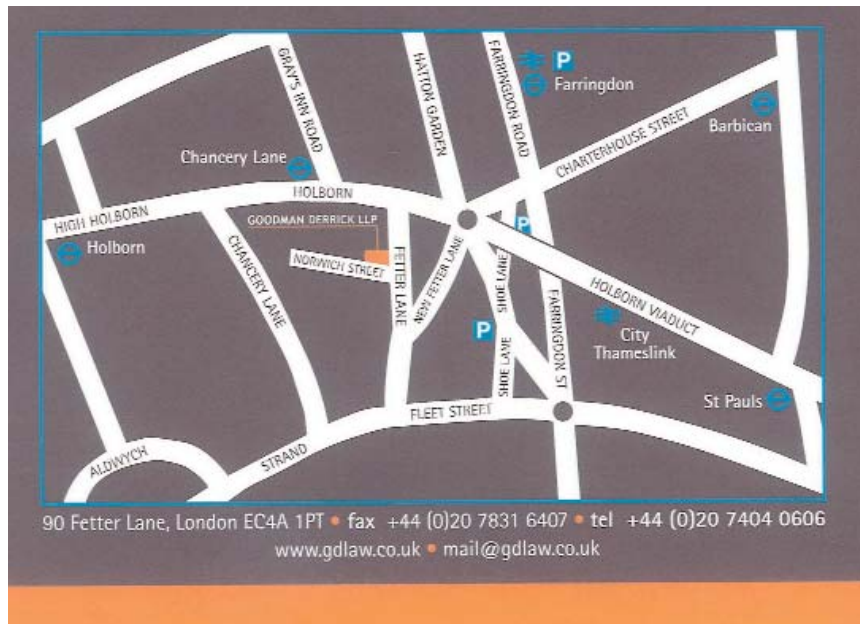 GRAY'S INN ROAD
HATTON GARDEN
FARRINGDON ROAD
P
Farringdon
CHARTERHOUSE STREET
Barbican
Chancery Lane
HOLBORN
HIGH HOLBORN
Holborn
GOODMAN DERRICK LLP
NORWICH STREET
CHANCERY LANE
FETTER LANE
NEW FETTER LANE
SHOE LANE
P
P
SHOE LANE
FARRINGDON ST
HOLBORN VIADUCT
City
Thameslink
St Pauls
FLEET STREET
STRAND
ALDWYCH
90 Fetter Lane, London EC4A 1PT • fax +44 (0)20 7831 6407 • tel +44 (0)20 7404 0606
www.gdlaw.co.uk • mail@gdlaw.co.uk